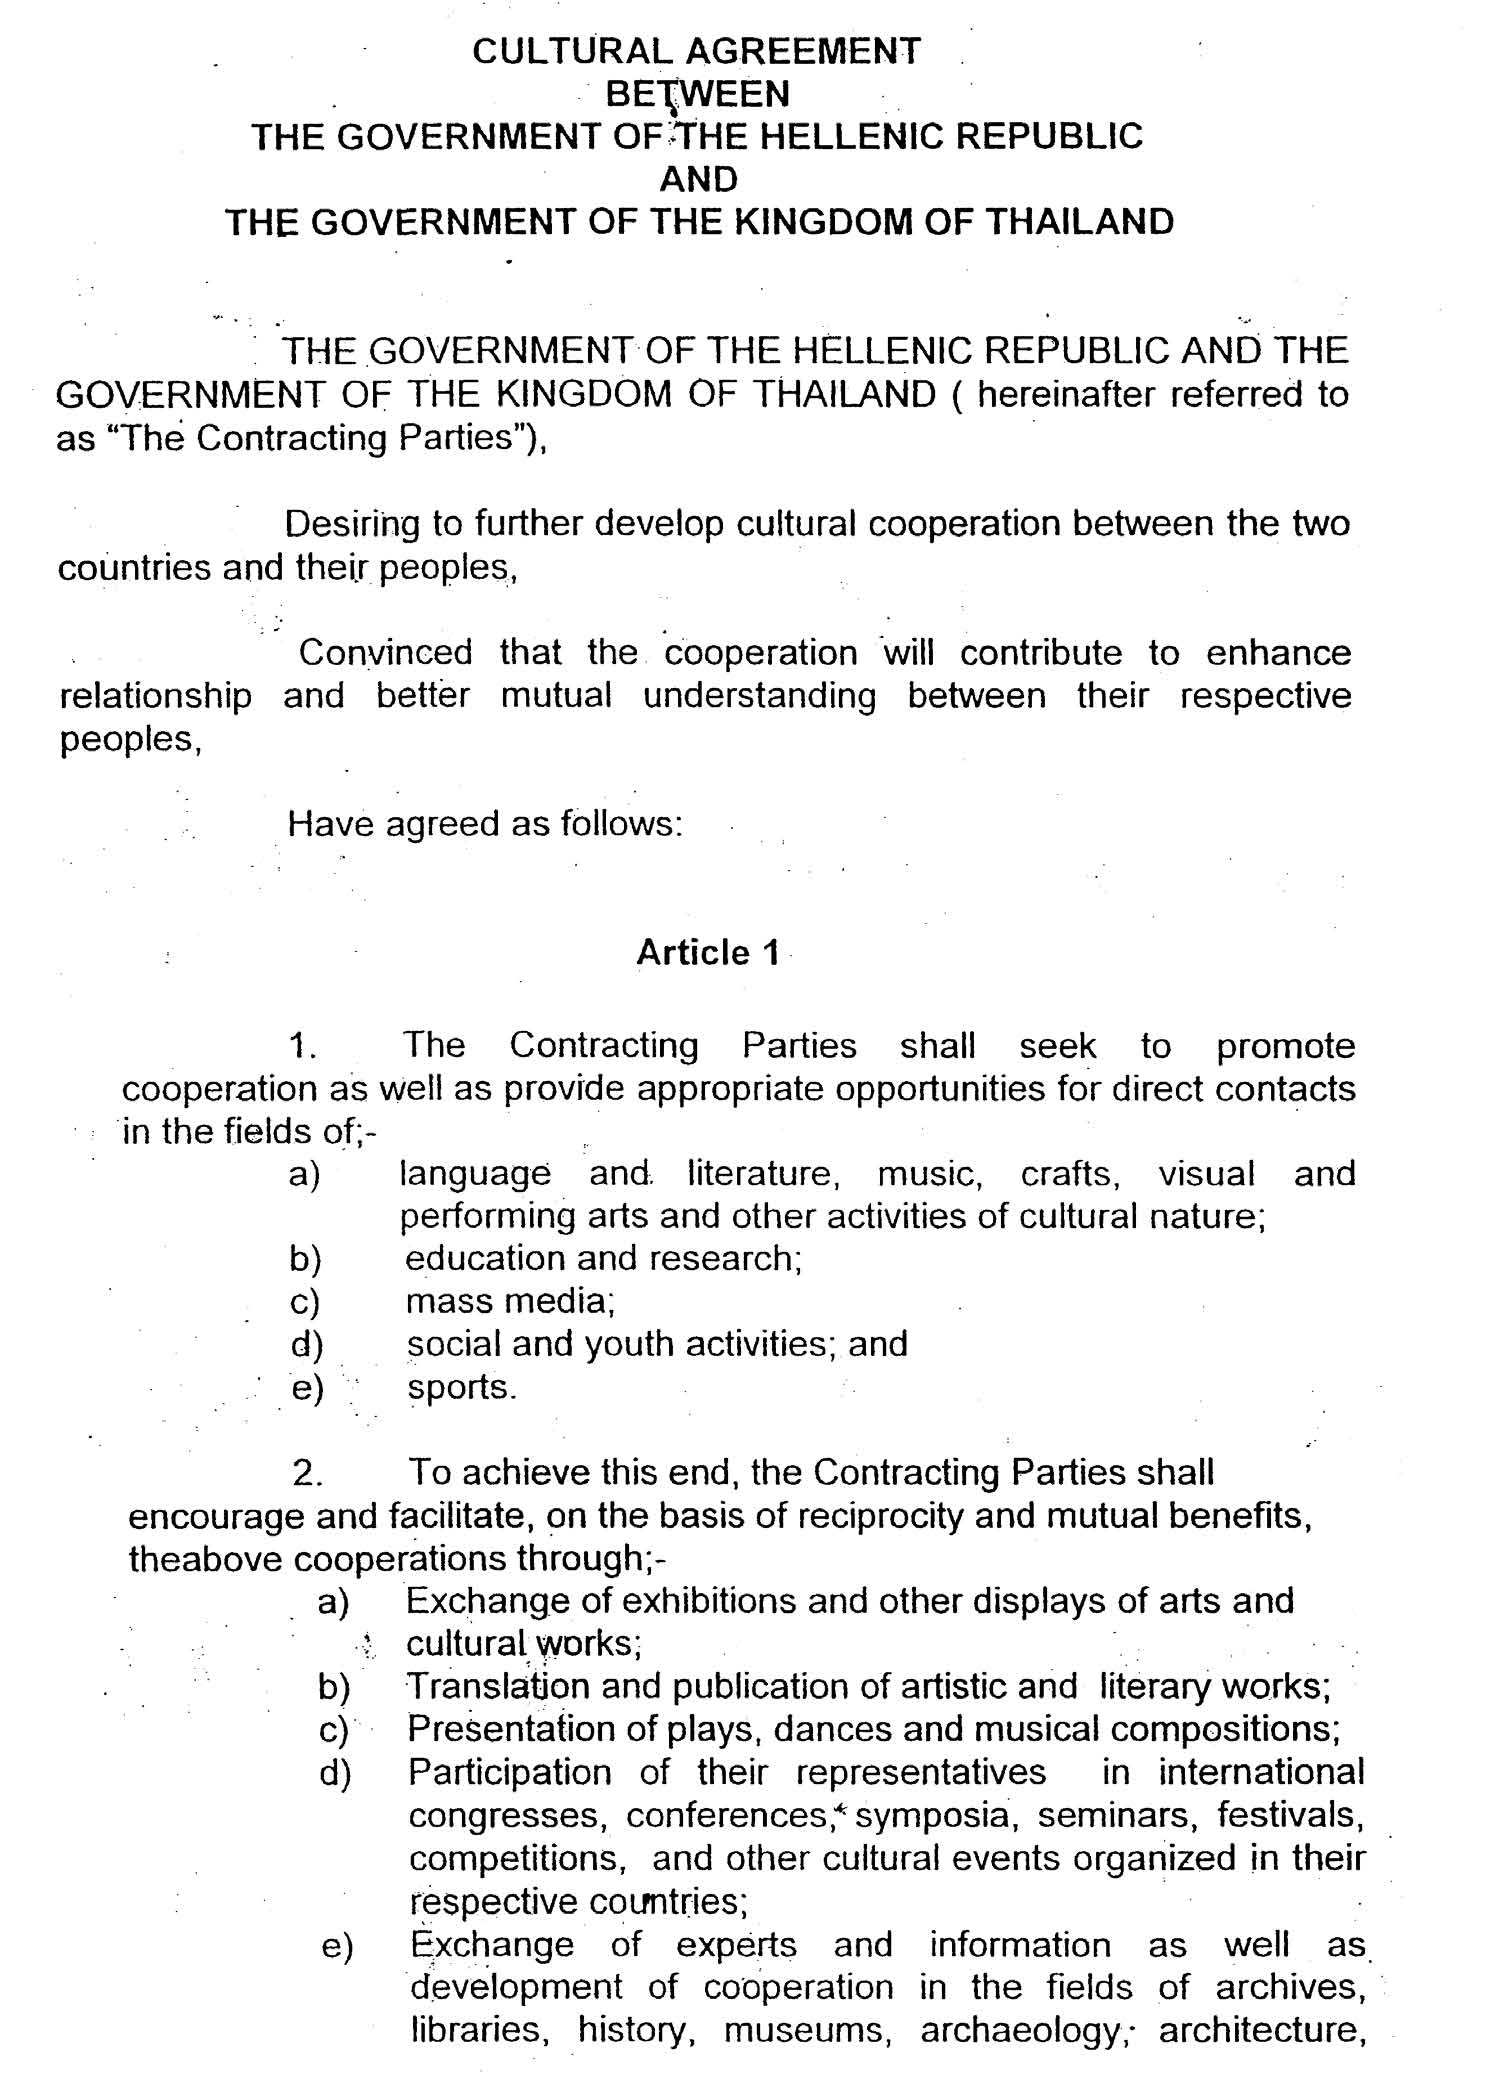 CULTURAL AGREEMENT
BETWEEN
THE GOVERNMENT OF THE HELLENIC REPUBLIC
AND
THE GOVERNMENT OF THE KINGDOM OF THAILAND
THE GOVERNMENT OF THE HELLENIC REPUBLIC AND THE
GOVERNMENT OF THE KINGDOM OF THAILAND ( hereinafter referred to
as “The Contracting Parties”),
Desiring to further develop cultural cooperation between the two
countries and their peoples,
Convinced that the cooperation will contribute to enhance
relationship and better mutual understanding between their respective
peoples,
Have agreed as follows:
Article 1
1. The Contracting Parties shall seek to promote
cooperation as well as provide appropriate opportunities for direct contacts
in the fields of;-
a) language and literature, music, crafts, visual and
performing arts and other activities of cultural nature;
b) education and research;
c) mass media;
d) social and youth activities; and
e) sports.
2. To achieve this end, the Contracting Parties shall
encourage and facilitate, on the basis of reciprocity and mutual benefits,
theabove cooperations through;-
a) Exchange of exhibitions and other displays of arts and
cultural works;
b) Translation and publication of artistic and literary works;
c) Presentation of plays, dances and musical compositions;
d) Participation of their representatives in international
congresses, conferences, symposia, seminars, festivals,
competitions, and other cultural events organized in their
respective countries;
e) Exchange of experts and information as well as
development of cooperation in the fields of archives,
libraries, history, museums, archaeology, architecture,